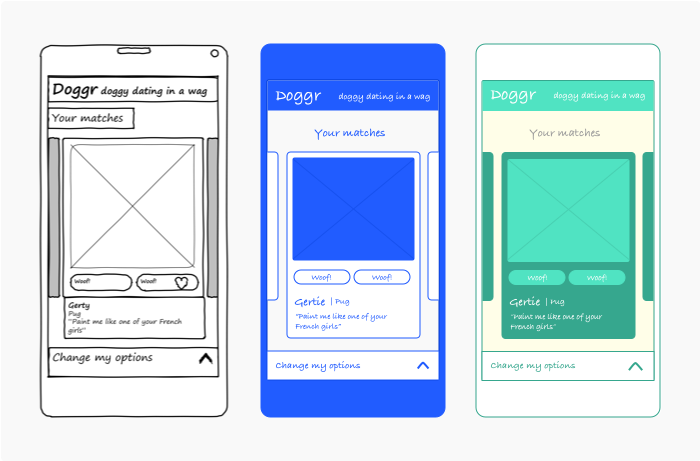 Doggr doggy dating in a wag
Your matches
Woof! Woof!
Gerty
Pug
"Paint me like one of your French
girls"
Change my options
Doggr doggy dating in a wag
Your matches
Woof! Woof!
Gertie | Pug
"Paint me like one of your
French girls"
Change my options
Doggr doggy dating in a wag
Your matches
Woof! Woof!
Gertie | Pug
"Paint me like one of your
French girls"
Change my options